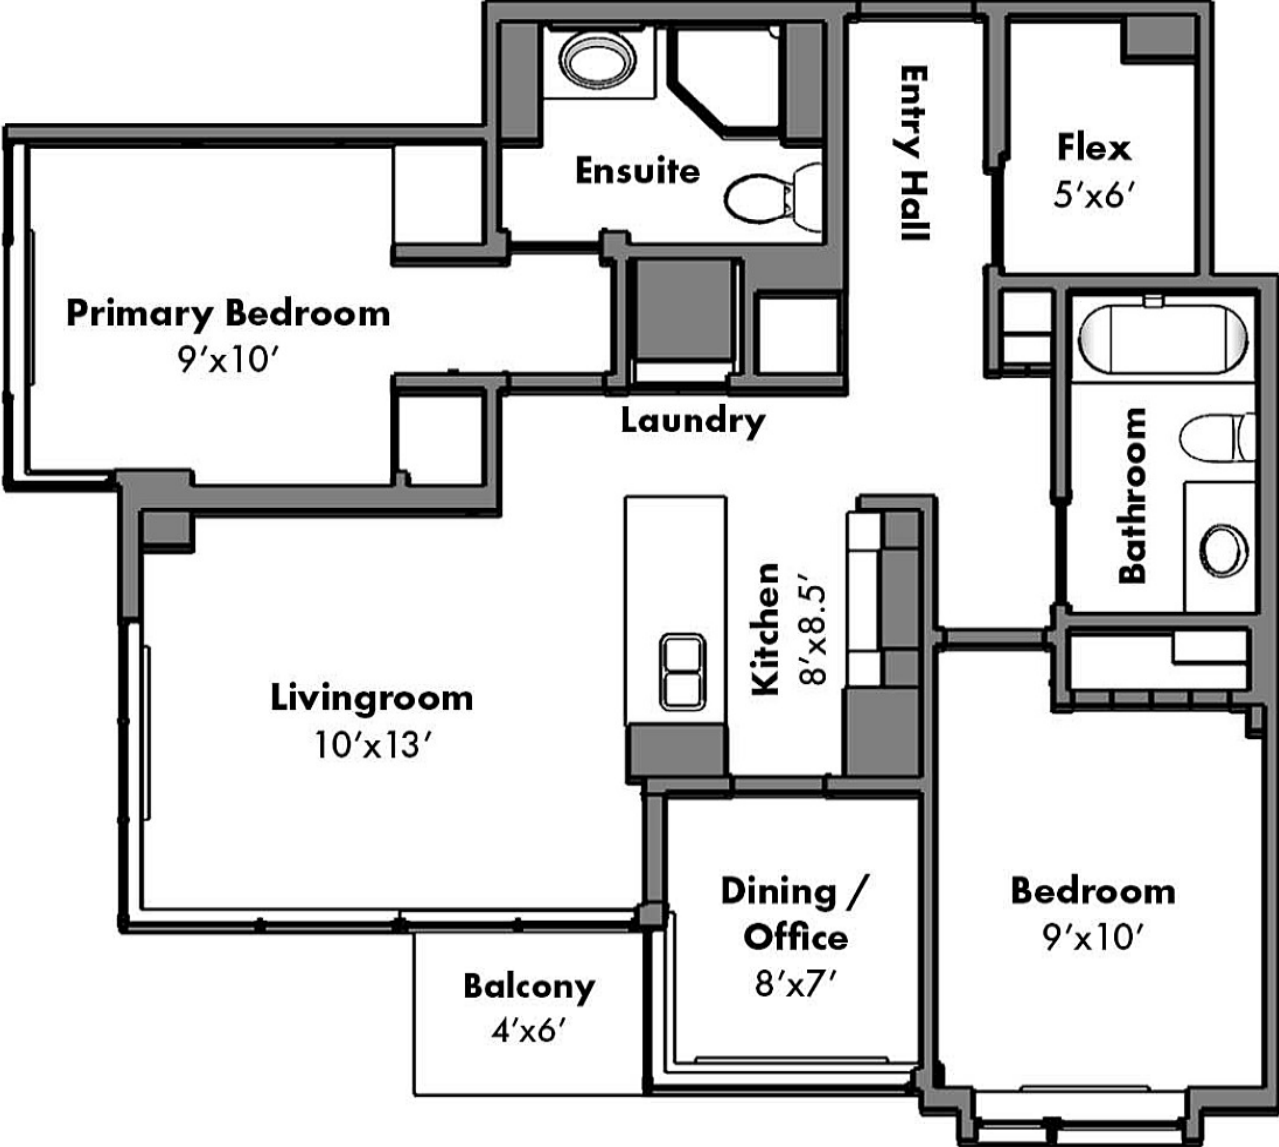 Entry Hall
Flex
5’x6’
Ensuite
Primary Bedroom
9’x10’
Laundry
Bathroom
Kitchen
8’x8.5’
Livingroom
10’x13’
Dining /
Office
8’x7’
Bedroom
9’x10’
Balcony
4’x6’